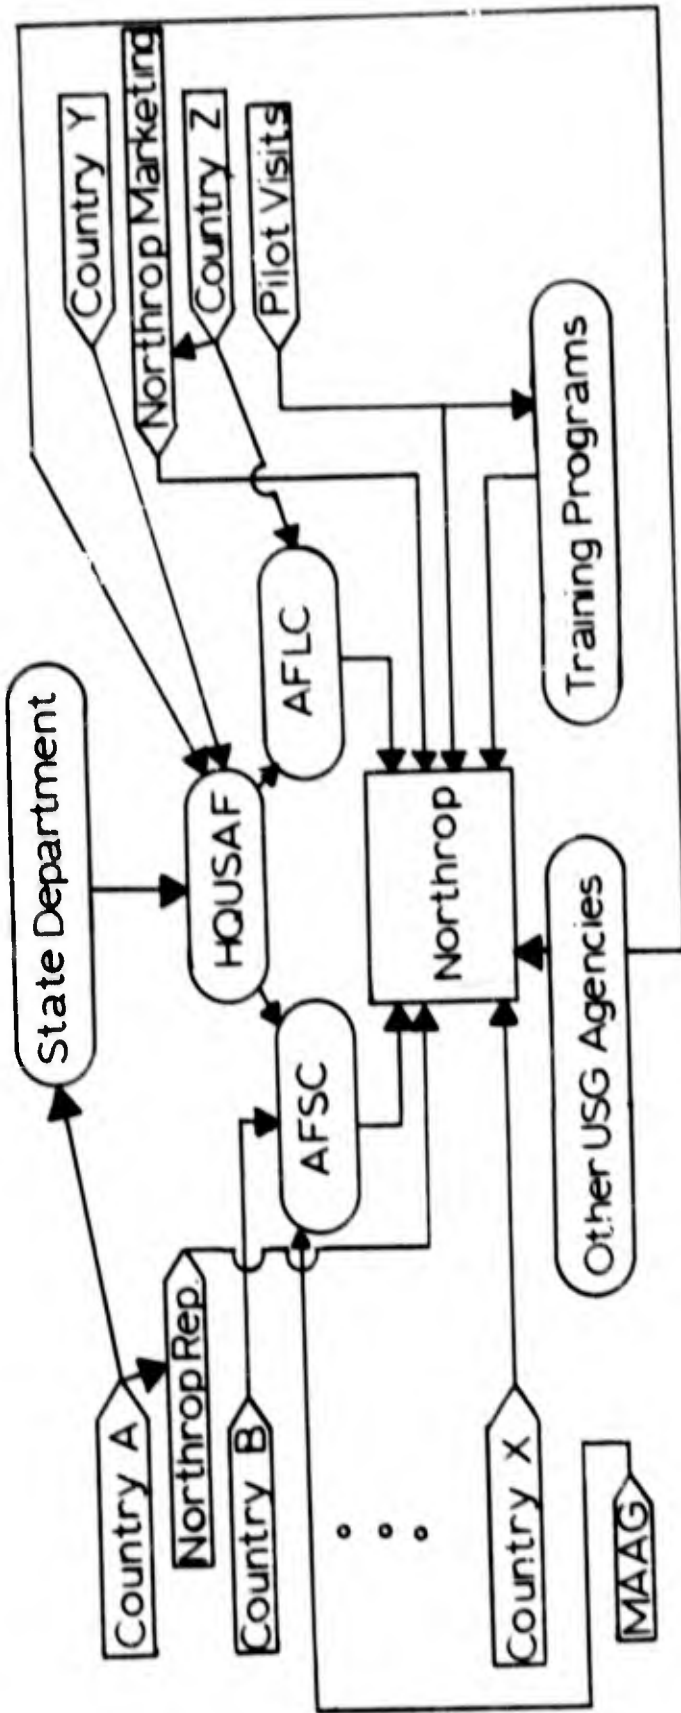 State Department
Country A
Northrop Rep.
Country B
Country X
MAAG
HQUSAF
AFSC
AFLC
Northrop
Other USG Agencies
Training Programs
Country Y
Northrop Marketing
Country Z
Pilot Visits